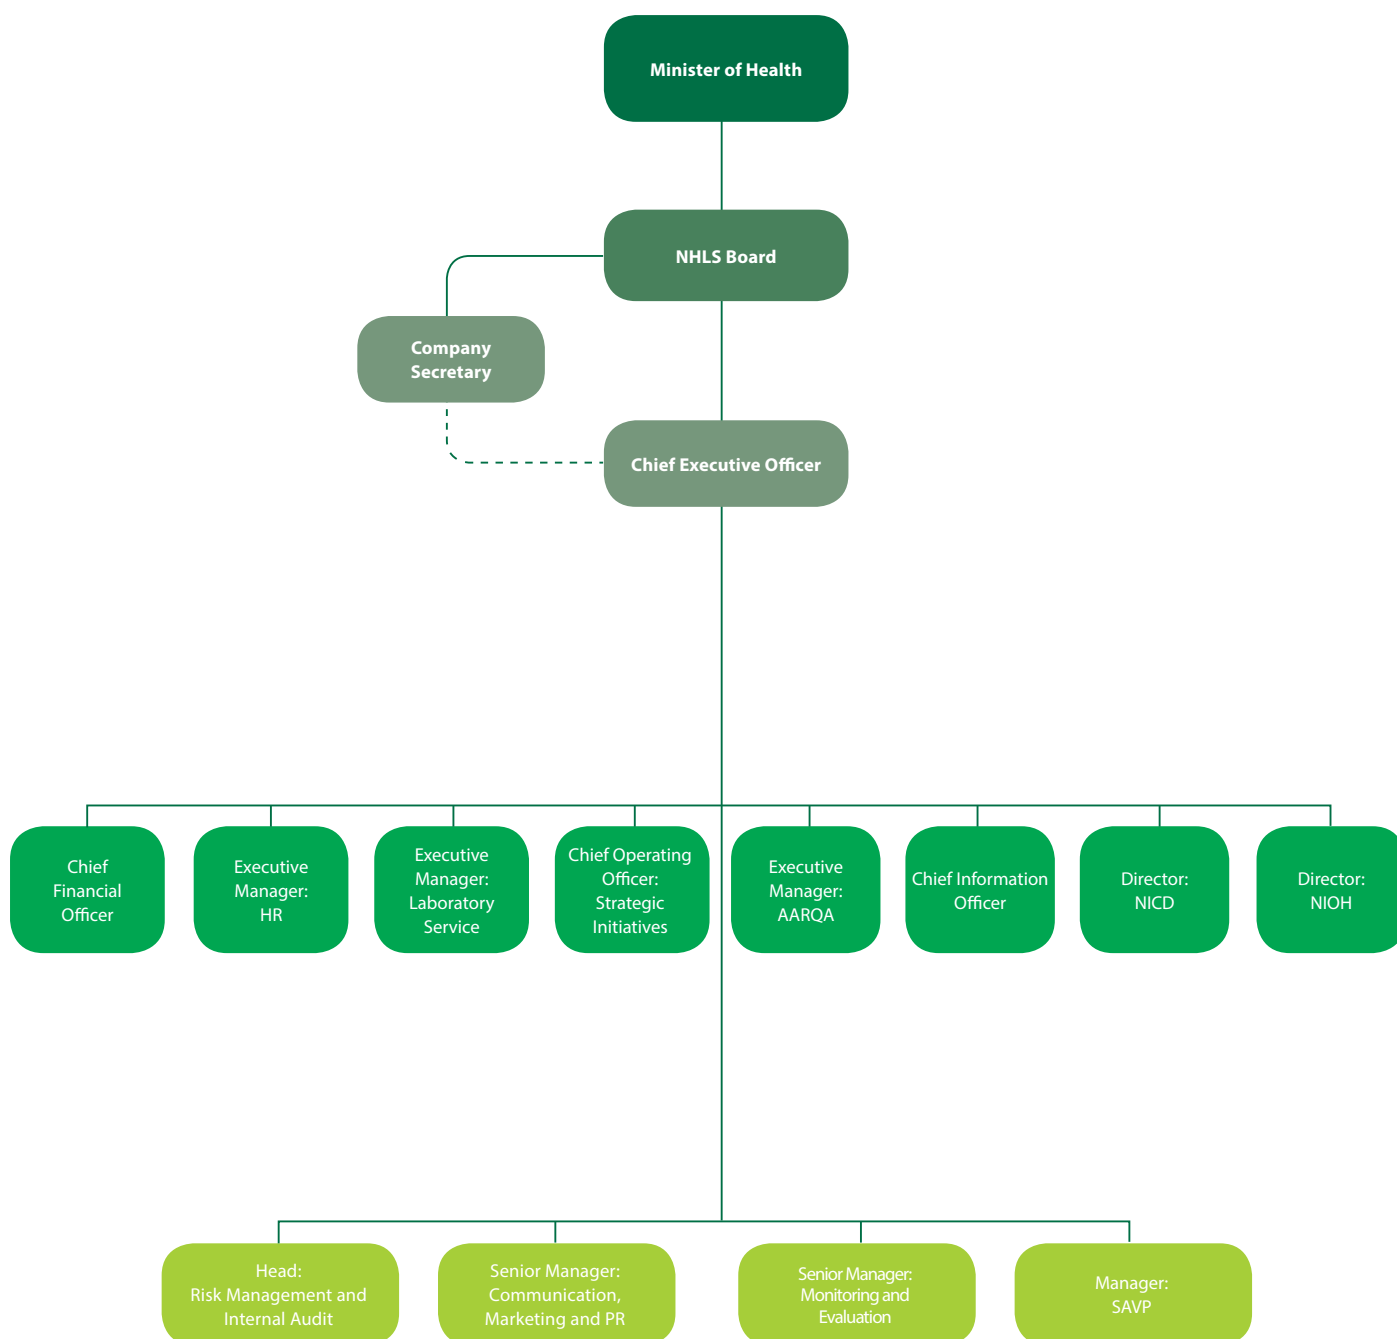 Minister of Health
NHLS Board
Company
Secretary
Chief Executive Officer
Chief
Financial
Officer
Executive
Manager:
HR
Executive
Manager:
Laboratory
Service
Chief Operating
Officer:
Strategic
Initiatives
Executive
Manager:
AARQA
Chief Information
Officer
Director:
NICD
Director:
NIOH
Head:
Risk Management and
Internal Audit
Senior Manager:
Communication,
Marketing and PR
Senior Manager:
Monitoring and
Evaluation
Manager:
SAVP